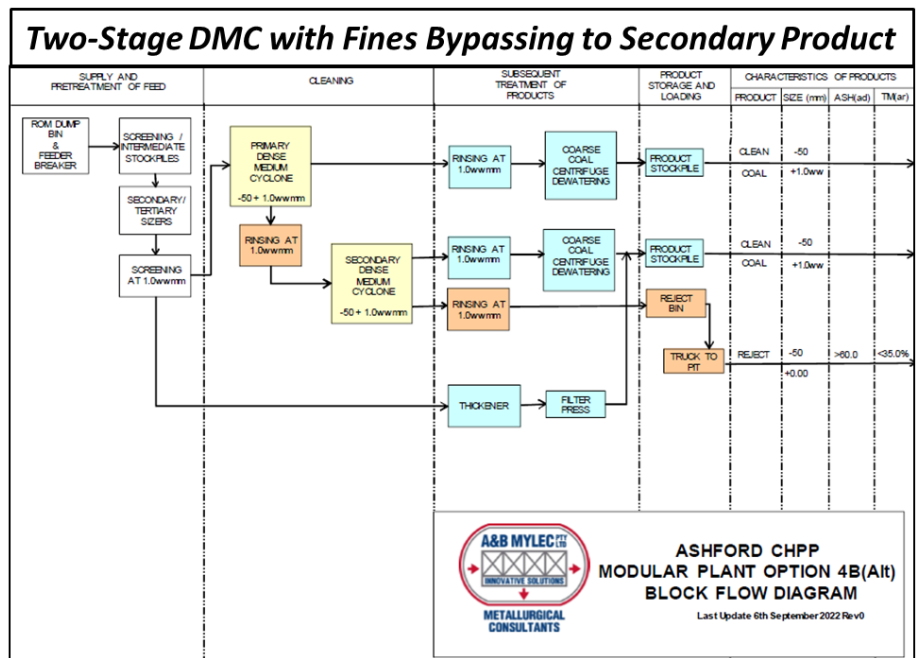 Two-Stage DMC with Fines Bypassing to Secondary Product
SUPPLY AND
PRETREATMENT OF FEED
CLEANING
SUBSEQUENT
TREATMENT OF
PRODUCTS
PRODUCT
STORAGE AND
LOADING
CHARACTERISTICS OF PRODUCTS
PRODUCT SIZE (mm) ASH(ad) TM(ar)
ROM DUMP
BIN
&
FEEDER
BREAKER
SCREENING /
INTERMEDIATE
STOCKPILES
SECONDARY/
TERTIARY
SIZERS
SCREENING
AT 1.0wwmm
PRIMARY
DENSE
MEDIUM
CYCLONE
-50 + 1.0wwmm
RINSING AT
1.0wwmm
SECONDARY
DENSE
MEDIUM
CYCLONE
-50 + 1.0wwmm
RINSING AT
1.0wwmm
COARSE
COAL
CENTRIFUGE
DEWATERING
PRODUCT
STOCKPILE
CLEAN -50
COAL +1.0ww
RINSING AT
1.0wwmm
COARSE
COAL
CENTRIFUGE
DEWATERING
PRODUCT
STOCKPILE
CLEAN -50
COAL +1.0ww
RINSING AT
1.0wwmm
REJECT
BIN
TRUCK TO
PIT
REJECT -50 >60.0 <35.0%
+0.00
THICKENER
FILTER
PRESS
A&B MYLEC PTY LTD
INNOVATIVE SOLUTIONS
METALLURGICAL
CONSULTANTS
ASHFORD CHPP
MODULAR PLANT OPTION 4B(Alt)
BLOCK FLOW DIAGRAM
Last Update 6th September 2022 Rev0